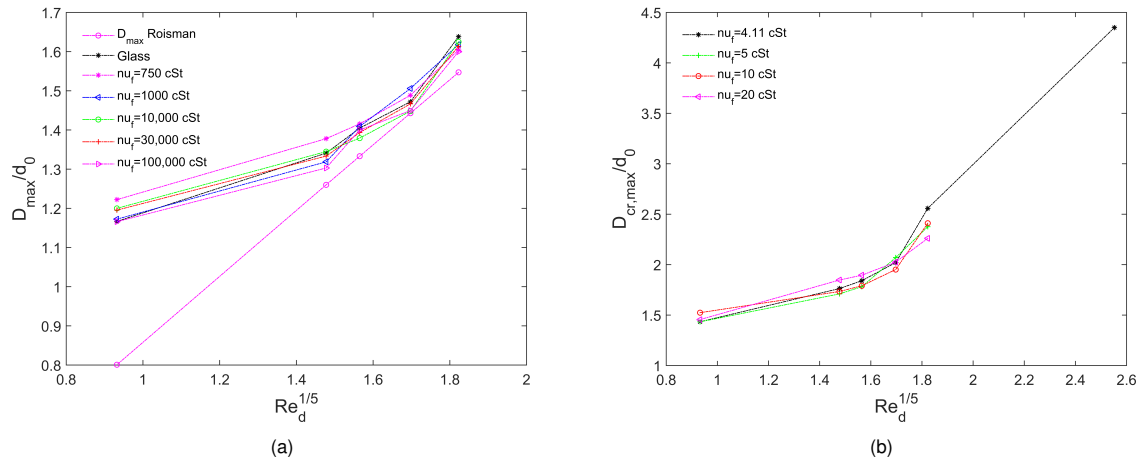 1.7
1.6
1.5
1.4
1.3
1.2
1.1
1
0.9
0.8
D_max/d_0
D_max Roisman
Glass
nu_f=750 cSt
nu_f=1000 cSt
nu_f=10,000 cSt
nu_f=30,000 cSt
nu_f=100,000 cSt
0.8 1 1.2 1.4 1.6 1.8 2
Re_d^1/5
(a)
4.5
4
3.5
3
2.5
2
1.5
1
D_cr,max/d_0
nu_f=4.11 cSt
nu_f=5 cSt
nu_f=10 cSt
nu_f=20 cSt
0.8 1 1.2 1.4 1.6 1.8 2 2.2 2.4 2.6
Re_d^1/5
(b)